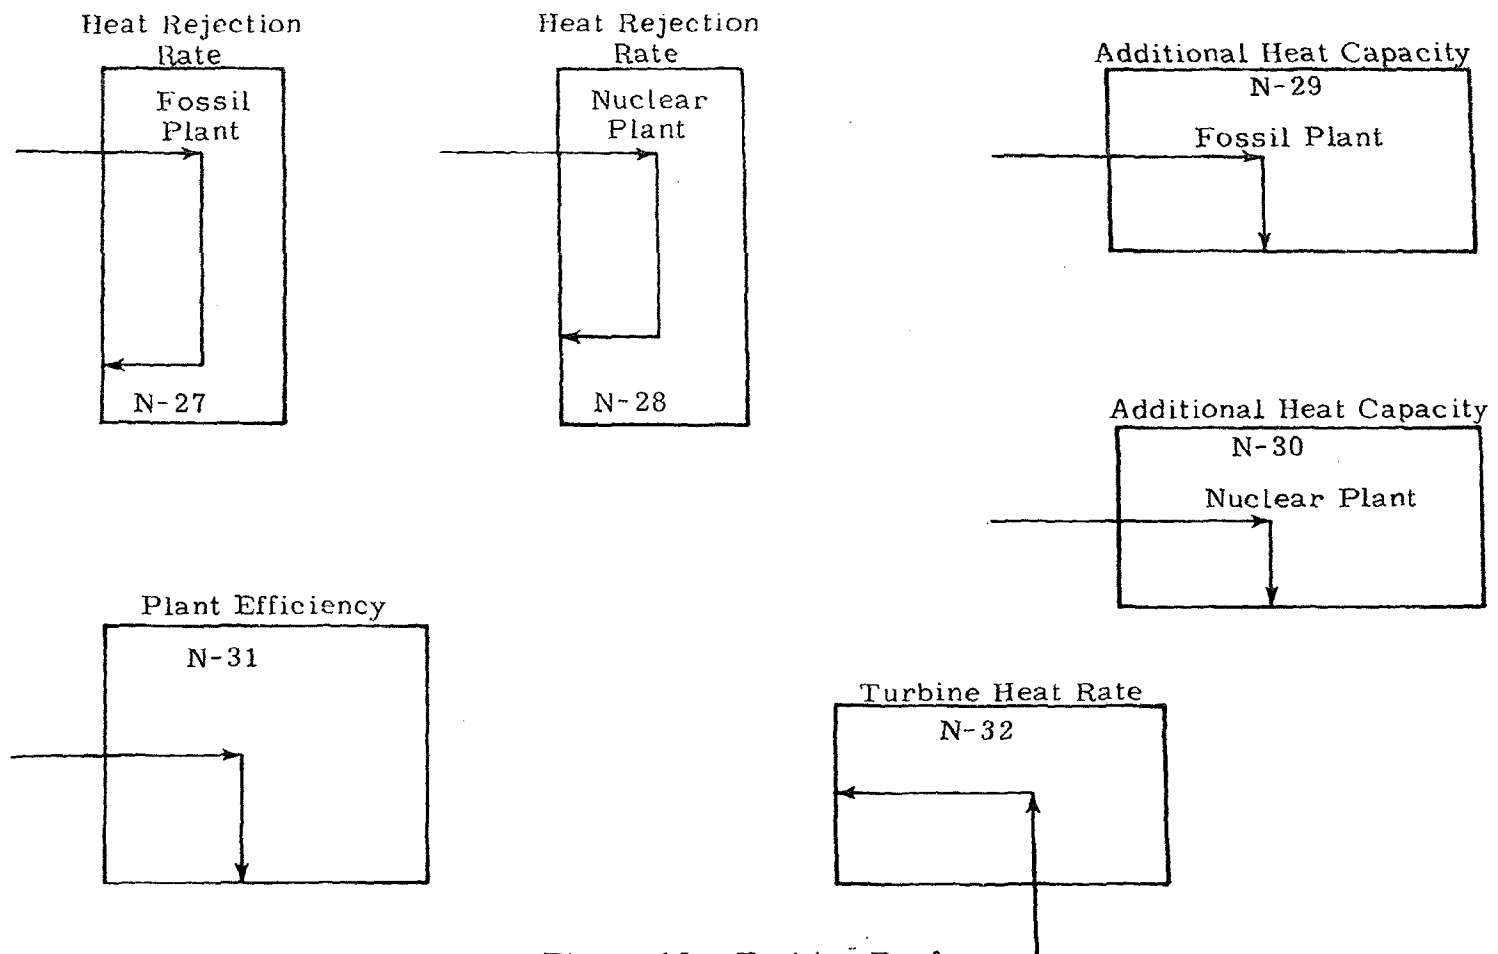 Heat Rejection
Rate
Fossil
Plant
N-27
Heat Rejection
Rate
Nuclear
Plant
N-28
Additional Heat Capacity
N-29
Fossil Plant
Additional Heat Capacity
N-30
Nuclear Plant
Plant Efficiency
N-31
Turbine Heat Rate
N-32